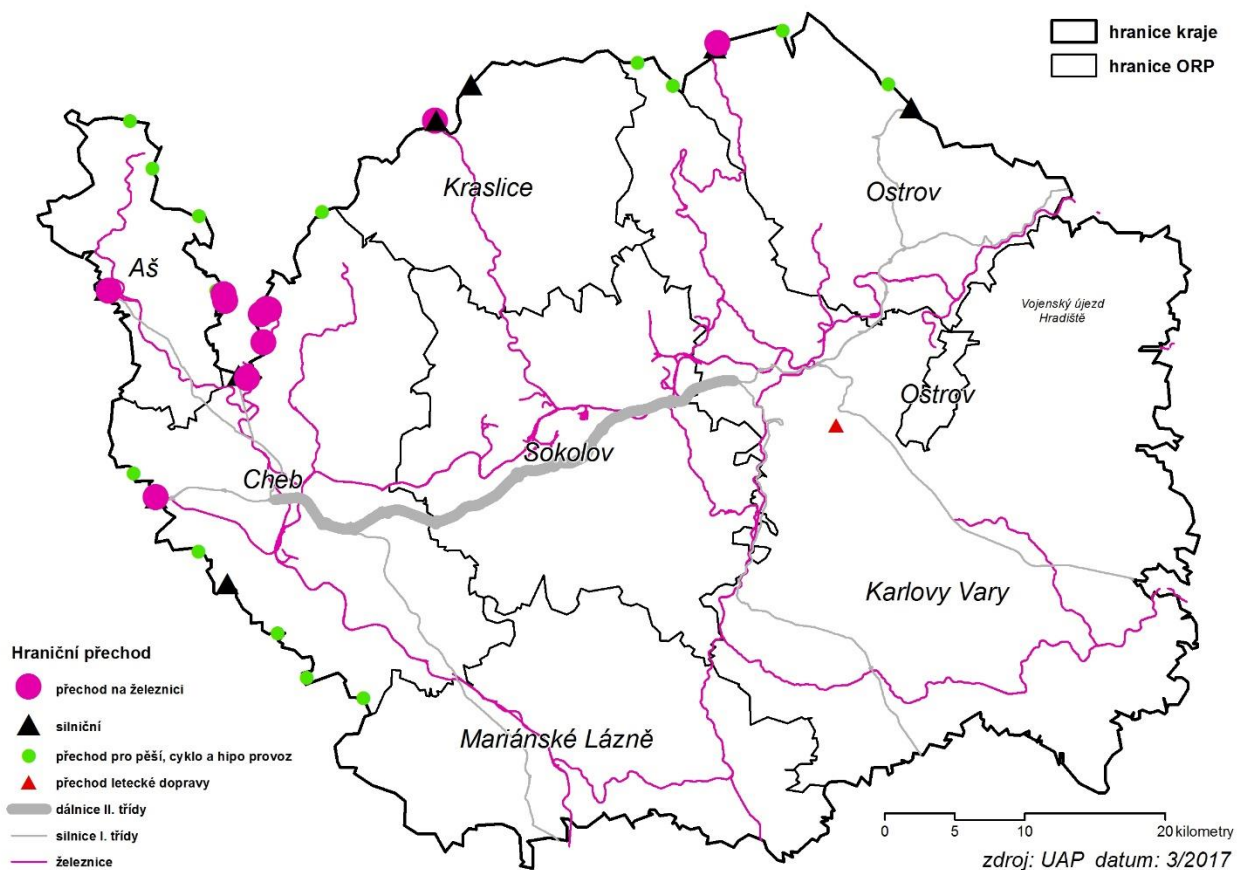 hranice kraje
hranice ORP
Kraslice
Ostrov
Aš
Vojenský újezd
Hradiště
Ostrov
Sokolov
Cheb
Karlovy Vary
Mariánské Lázně
Hraniční přechod
přechod na železnici
silniční
přechod pro pěší, cyklo a hipo provoz
přechod letecké dopravy
dálnice II. třídy
silnice I. třídy
železnice
0 5 10 20 kilometry
zdroj: UAP datum: 3/2017